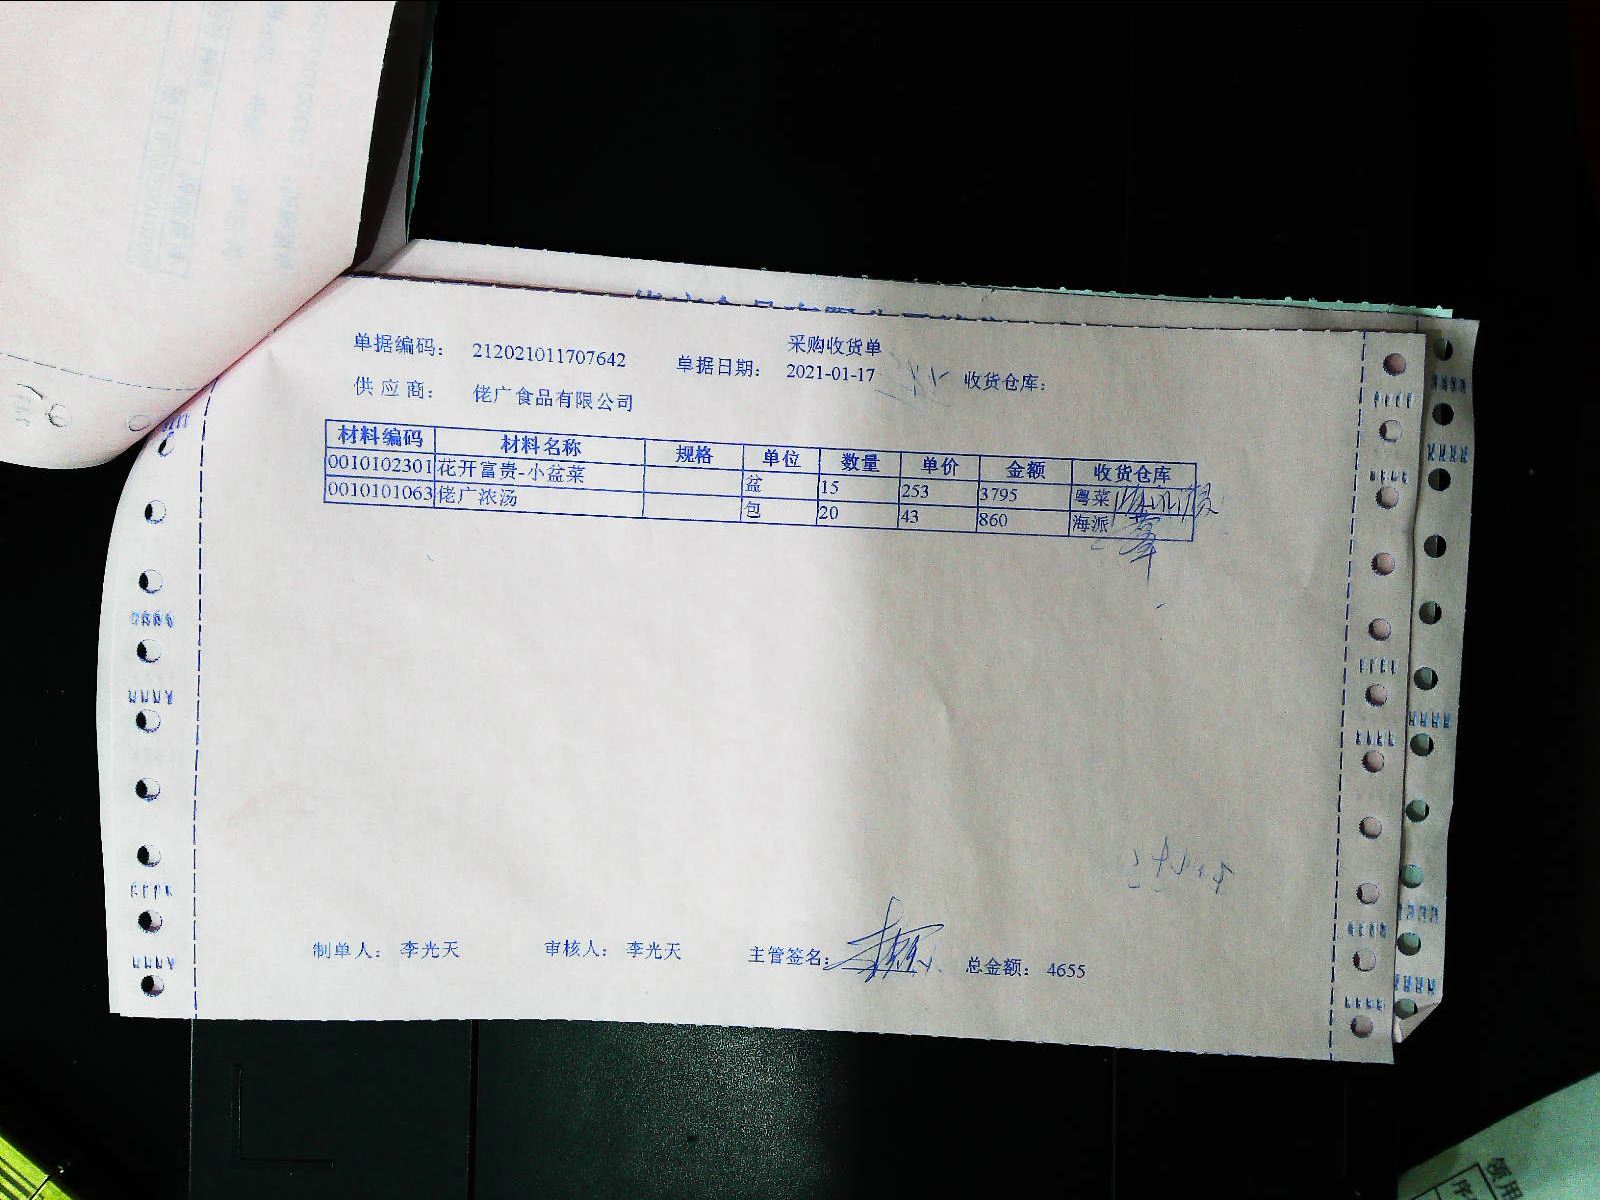 采购收货单
单据编码： 212021011707642 单据日期： 2021-01-17 收货仓库：
供 应 商： 佬广食品有限公司
材料编码 材料名称 规格 单位 数量 单价 金额 收货仓库
0010102301 花开富贵-小盆菜 盆 15 253 3795 粤菜
0010101063 佬广浓汤 包 20 43 860 海派
制单人： 李光天 审核人： 李光天 主管签名： 总金额： 4655